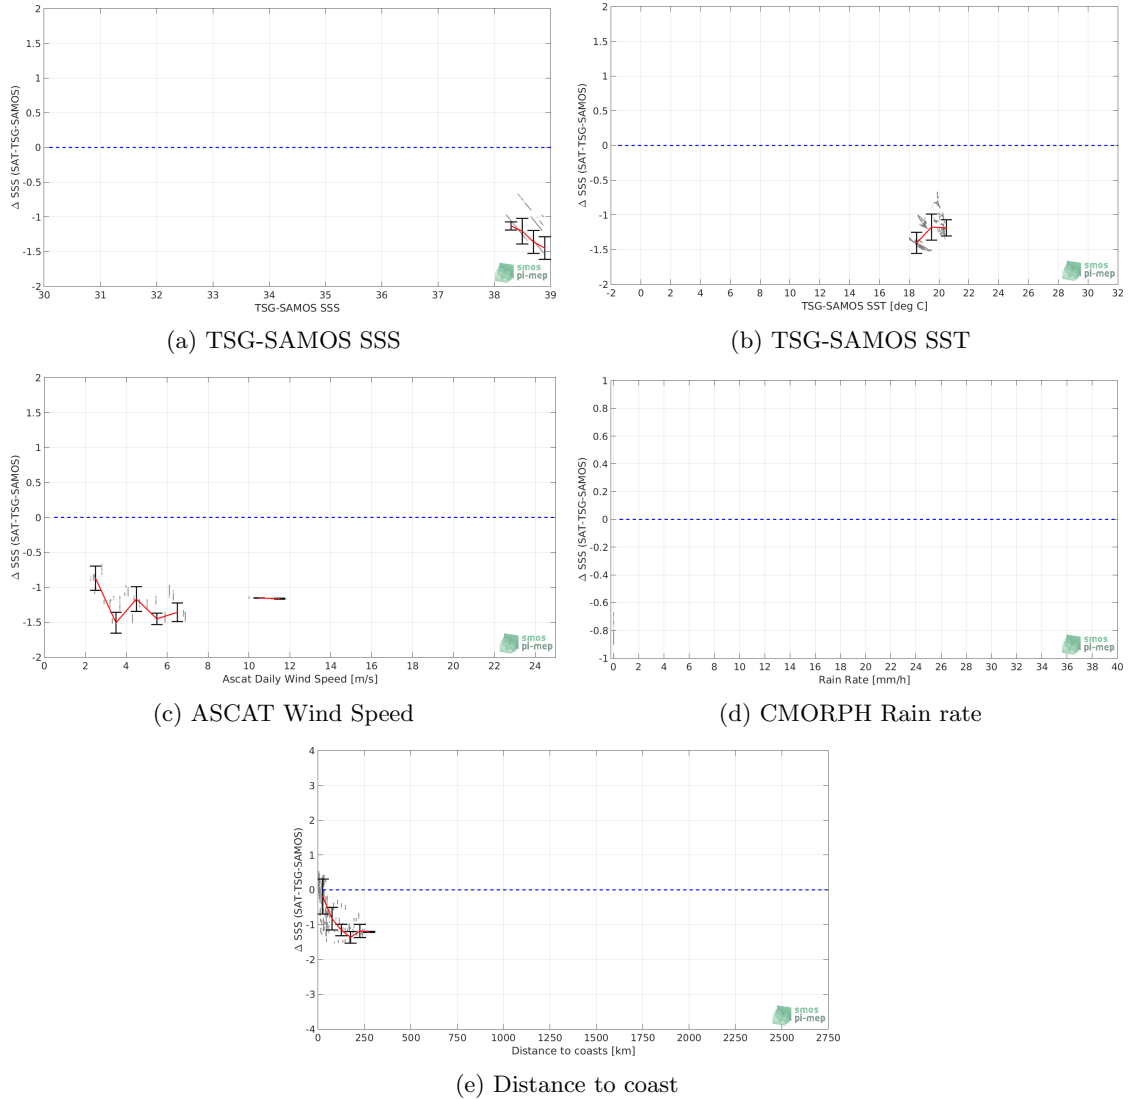 2
1.5
1
0.5
0
-0.5
-1
-1.5
-2
Δ SSS (SAT-TSG-SAMOS)
30 31 32 33 34 35 36 37 38 39
TSG-SAMOS SSS
smos
pi-mep
(a) TSG-SAMOS SSS
2
1.5
1
0.5
0
-0.5
-1
-1.5
-2
Δ SSS (SAT-TSG-SAMOS)
-2 0 2 4 6 8 10 12 14 16 18 20 22 24 26 28 30 32
TSG-SAMOS SST [deg C]
smos
pi-mep
(b) TSG-SAMOS SST
2
1.5
1
0.5
0
-0.5
-1
-1.5
-2
Δ SSS (SAT-TSG-SAMOS)
0 2 4 6 8 10 12 14 16 18 20 22 24
Ascat Daily Wind Speed [m/s]
smos
pi-mep
(c) ASCAT Wind Speed
1
0.8
0.6
0.4
0.2
0
-0.2
-0.4
-0.6
-0.8
-1
Δ SSS (SAT-TSG-SAMOS)
0 2 4 6 8 10 12 14 16 18 20 22 24 26 28 30 32 34 36 38 40
Rain Rate [mm/h]
smos
pi-mep
(d) CMORPH Rain rate
4
3
2
1
0
-1
-2
-3
-4
Δ SSS (SAT-TSG-SAMOS)
0 250 500 750 1000 1250 1500 1750 2000 2250 2500 2750
Distance to coasts [km]
smos
pi-mep
(e) Distance to coast